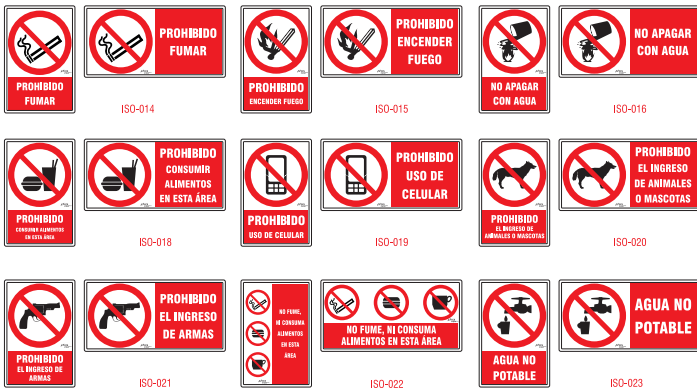 PROHIBIDO
FUMAR
PROHIBIDO
FUMAR
ISO-014
PROHIBIDO
ENCENDER FUEGO
PROHIBIDO
ENCENDER
FUEGO
ISO-015
NO APAGAR
CON AGUA
NO APAGAR
CON AGUA
ISO-016
PROHIBIDO
CONSUMIR ALIMENTOS
EN ESTA ÁREA
PROHIBIDO
CONSUMIR
ALIMENTOS
EN ESTA ÁREA
ISO-018
PROHIBIDO
USO DE CELULAR
PROHIBIDO
USO DE
CELULAR
ISO-019
PROHIBIDO
EL INGRESO DE
ANIMALES O MASCOTAS
PROHIBIDO
EL INGRESO
DE ANIMALES
O MASCOTAS
ISO-020
PROHIBIDO
EL INGRESO DE
ARMAS
PROHIBIDO
EL INGRESO
DE ARMAS
ISO-021
NO FUME,
NI CONSUMA
ALIMENTOS
EN ESTA
ÁREA
NO FUME, NI CONSUMA
ALIMENTOS EN ESTA ÁREA
ISO-022
AGUA NO
POTABLE
AGUA NO
POTABLE
ISO-023